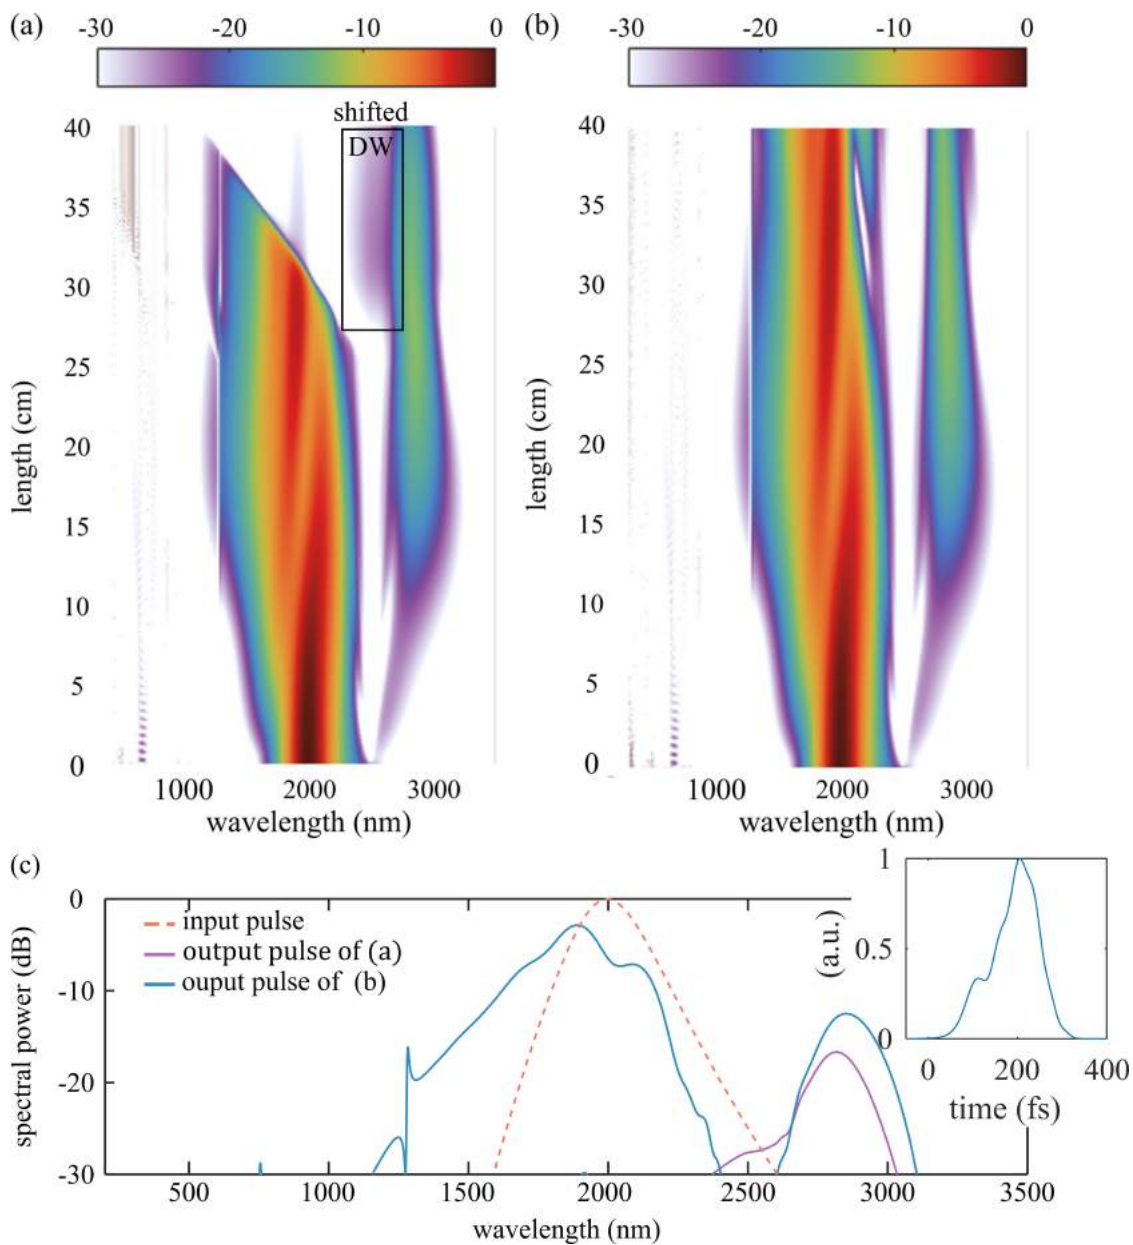 (a)
(b)
-30 -20 -10 0
-30 -20 -10 0
shifted
DW
40
35
30
25
20
15
10
5
0
length (cm)
1000 2000 3000
wavelength (nm)
40
35
30
25
20
15
10
5
0
length (cm)
1000 2000 3000
wavelength (nm)
(c)
0
-10
-20
-30
spectral power (dB)
input pulse
output pulse of (a)
ouput pulse of (b)
500 1000 1500 2000 2500 3000 3500
wavelength (nm)
1
0.5
0
(a.u.)
0 200 400
time (fs)